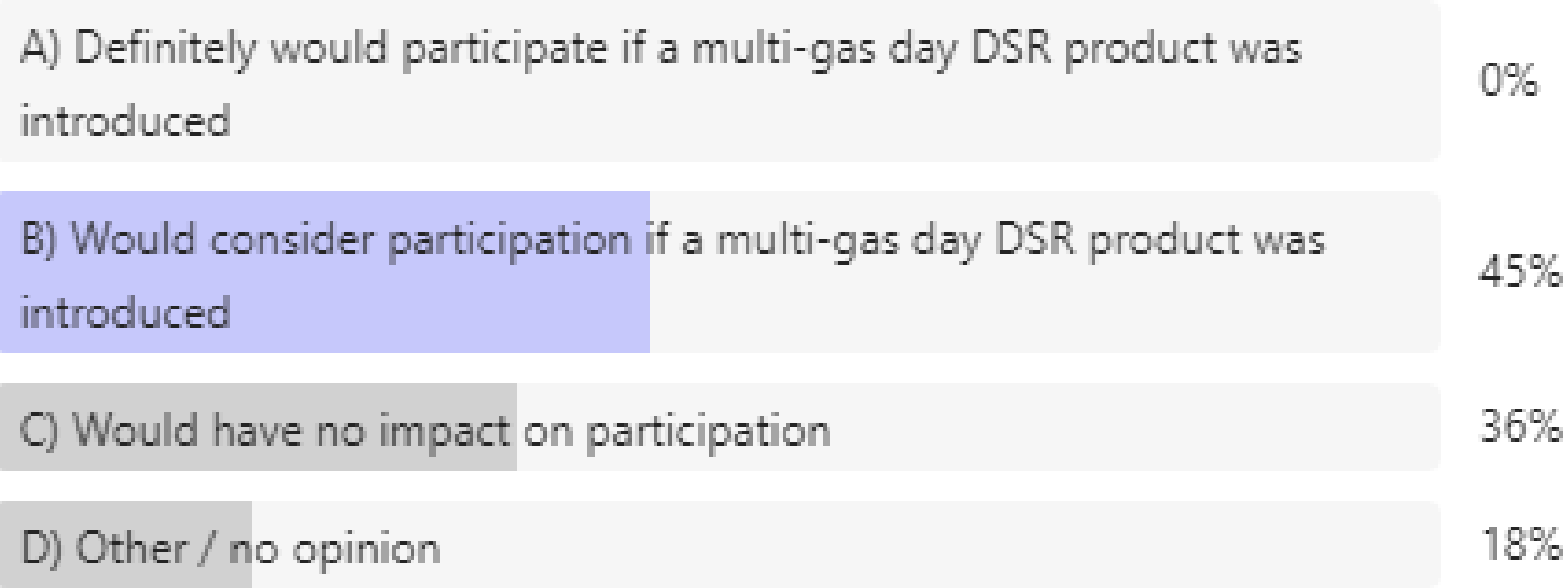 A) Definitely would participate if a multi-gas day DSR product was
introduced
0%
B) Would consider participation if a multi-gas day DSR product was
introduced
45%
C) Would have no impact on participation
36%
D) Other / no opinion
18%